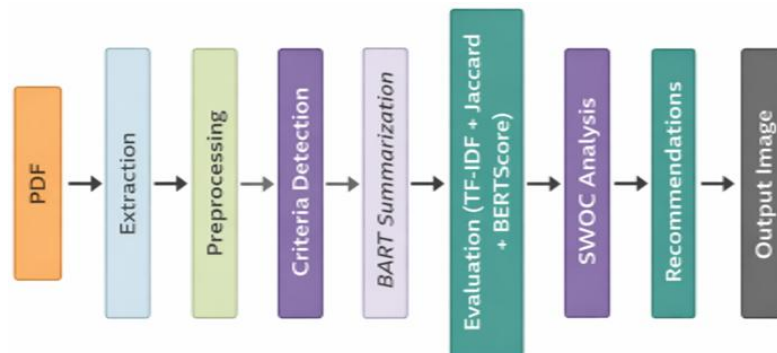 PDF
Extraction
Preprocessing
Criteria Detection
BART Summarization
Evaluation (TF-IDF + Jaccard
+ BERTScore)
SWOC Analysis
Recommendations
Output Image